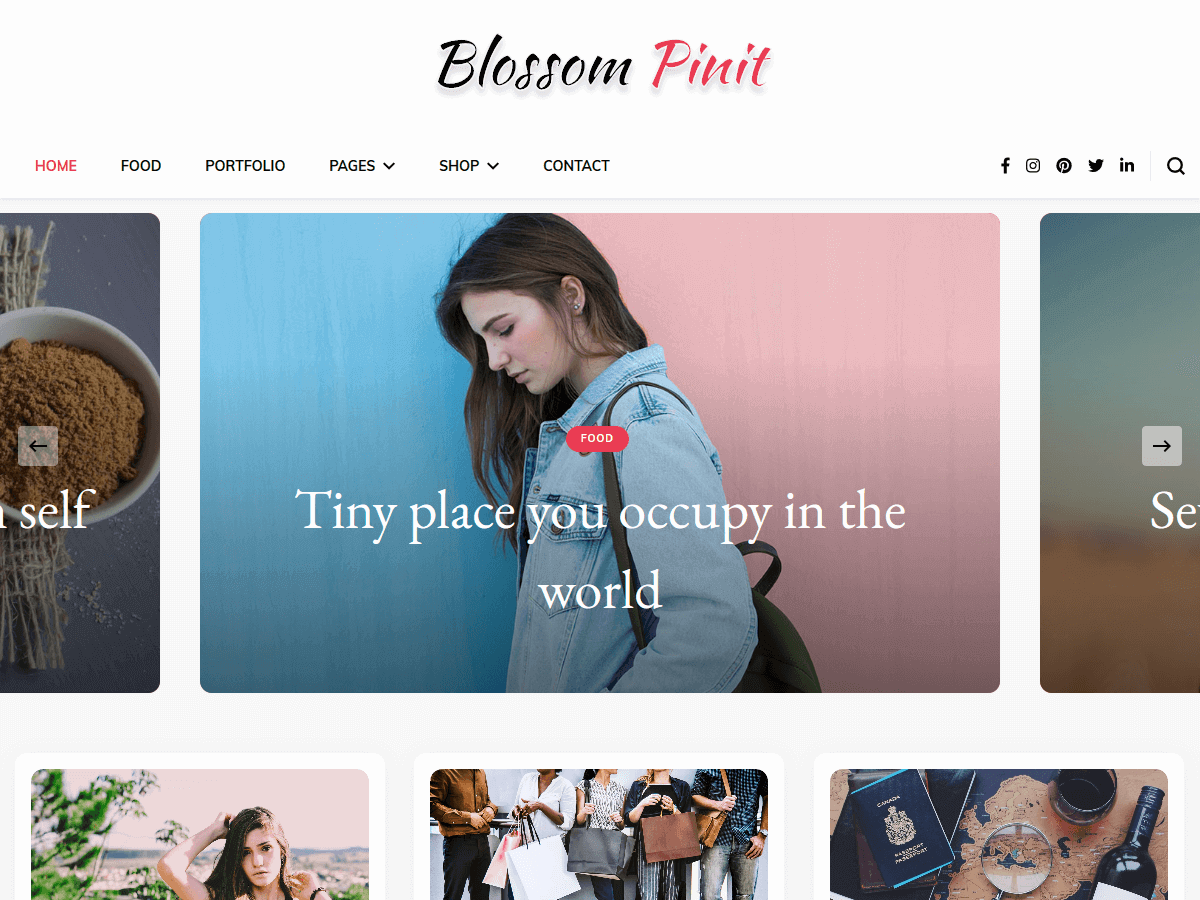 Blossom Pinit
HOME FOOD PORTFOLIO PAGES SHOP CONTACT
FOOD
self
Tiny place you occupy in the
world
CANADA
PASSPORT
PASSEPORT